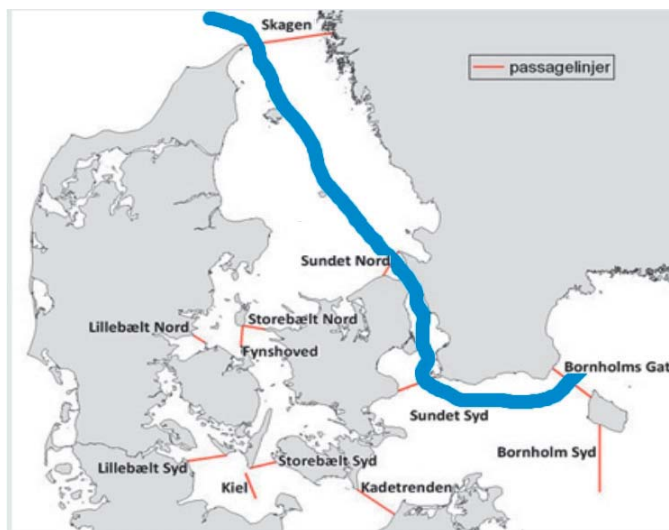 Skagen
passagelinjer
Sundet Nord
Lillebælt Nord
Storebælt Nord
Fynshoved
Bornholms Gat
Sundet Syd
Bornholm Syd
Lillebælt Syd
Storebælt Syd
Kiel
Kadetrenden